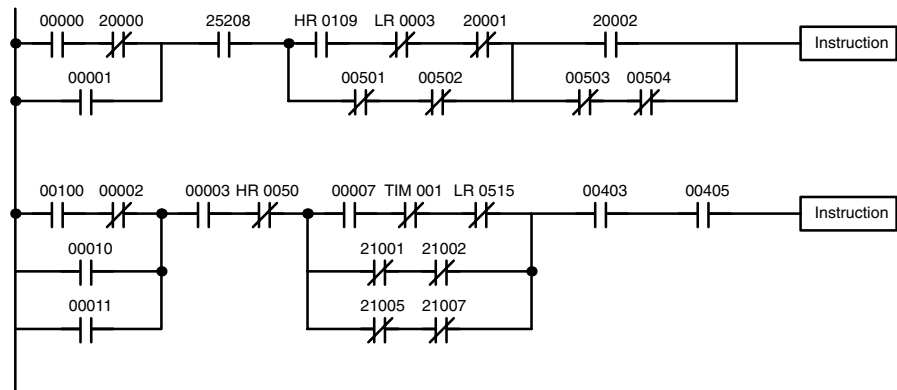 00000 20000 25208 HR 0109 LR 0003 20001 20002
Instruction
00001 00501 00502 00503 00504
00100 00002 00003 HR 0050 00007 TIM 001 LR 0515 00403 00405
Instruction
00010 21001 21002
00011 21005 21007